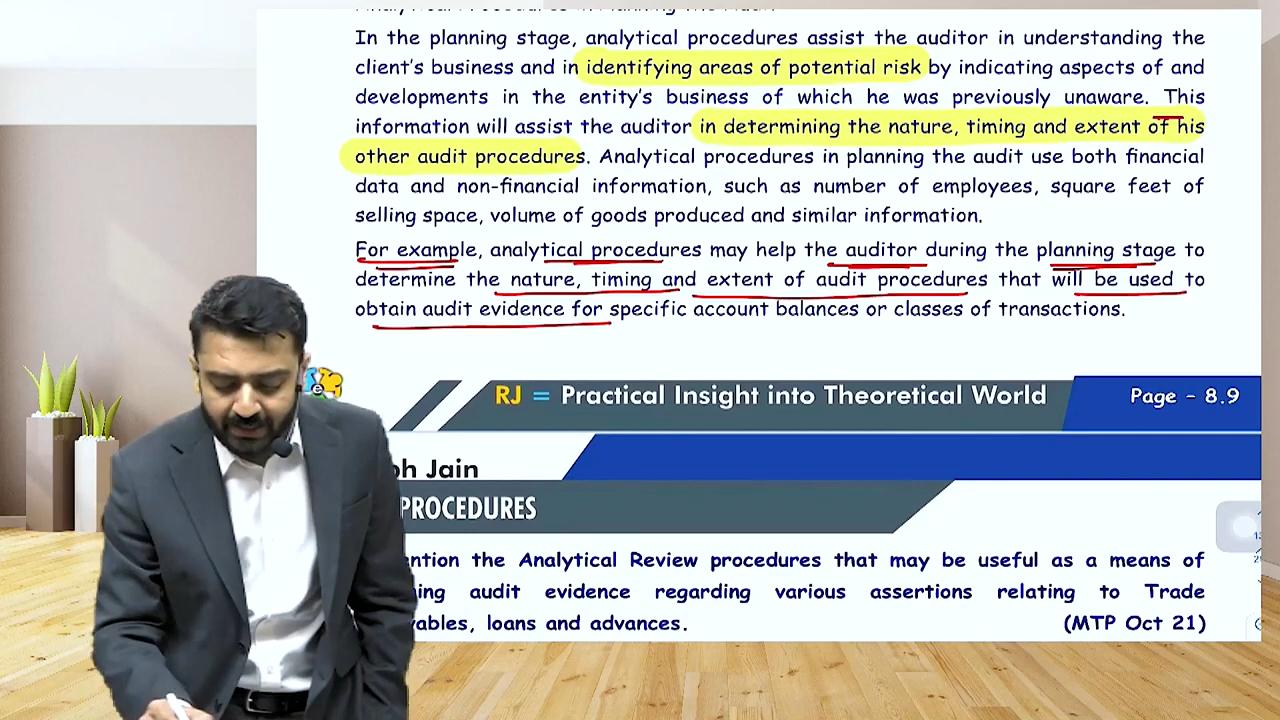 In the planning stage, analytical procedures assist the auditor in understanding the
client's business and in identifying areas of potential risk by indicating aspects of and
developments in the entity's business of which he was previously unaware. This
information will assist the auditor in determining the nature, timing and extent of his
other audit procedures. Analytical procedures in planning the audit use both financial
data and non-financial information, such as number of employees, square feet of
selling space, volume of goods produced and similar information.
For example, analytical procedures may help the auditor during the planning stage to
determine the nature, timing and extent of audit procedures that will be used to
obtain audit evidence for specific account balances or classes of transactions.
RJ = Practical Insight into Theoretical World
Page - 8.9
Jain
PROCEDURES
the Analytical Review procedures that may be useful as a means of
audit evidence regarding various assertions relating to Trade
loans and advances.
(MTP Oct 21)